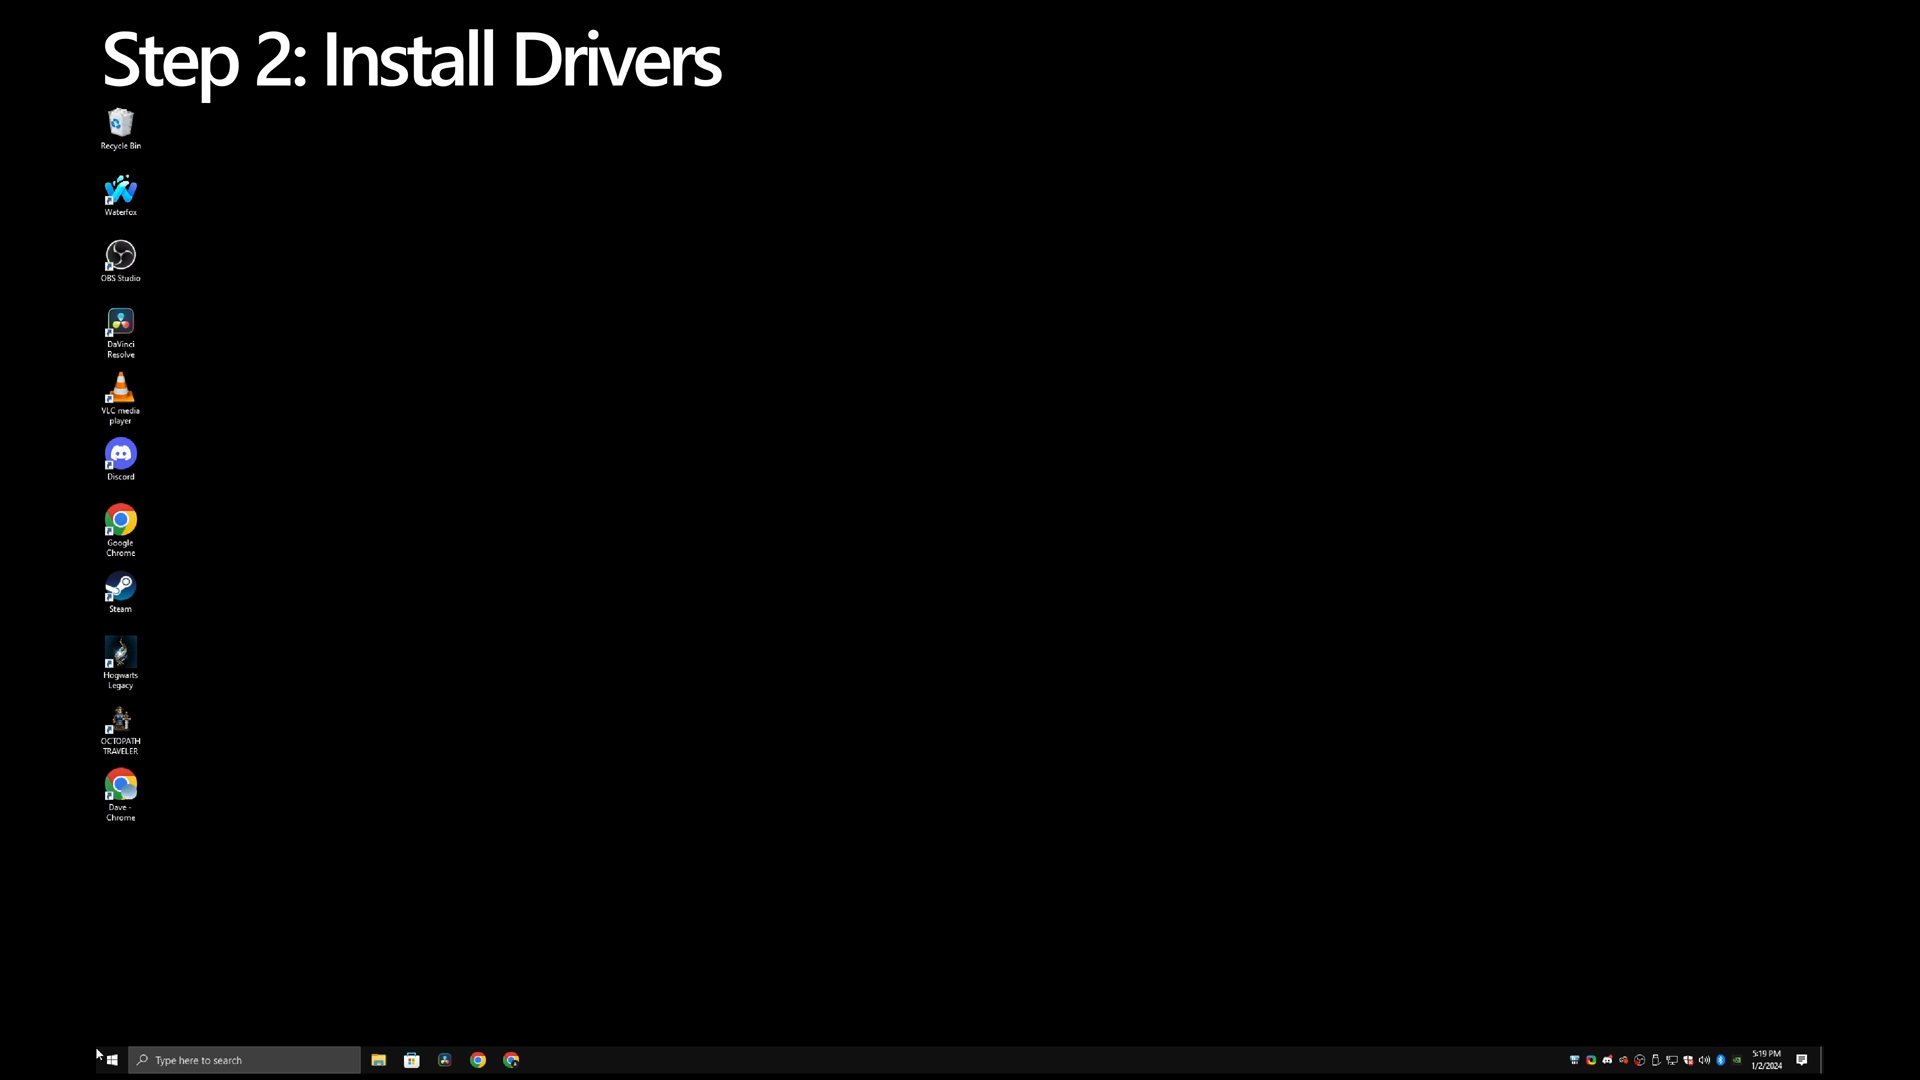 Step 2: Install Drivers
Recycle Bin
Waterfox
OBS Studio
DaVinci
Resolve
VLC media
player
Discord
Google
Chrome
Steam
Hogwarts
Legacy
OCTOPATH
TRAVELER
Dave -
Chrome
Type here to search
5:19 PM
1/2/2024